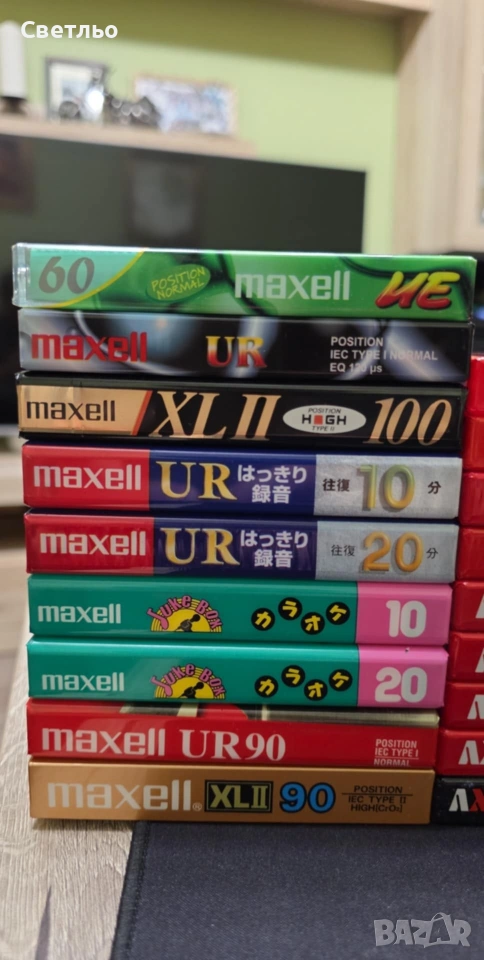 Светльо
60 POSITION NORMAL maxell UE
maxell UR POSITION
IEC TYPE I NORMAL
EQ 120 µs
maxell XL II POSITION HIGH TYPE II 100
maxell UR はっきり録音 往復 10 分
maxell UR はっきり録音 往復 20 分
maxell JUKE BOX カラオケ 10
maxell JUKE BOX カラオケ 20
maxell UR90 POSITION
IEC TYPE I
NORMAL
maxell® XLII 90 POSITION
IEC TYPE II
HIGH(CrO₂)
BAZAR